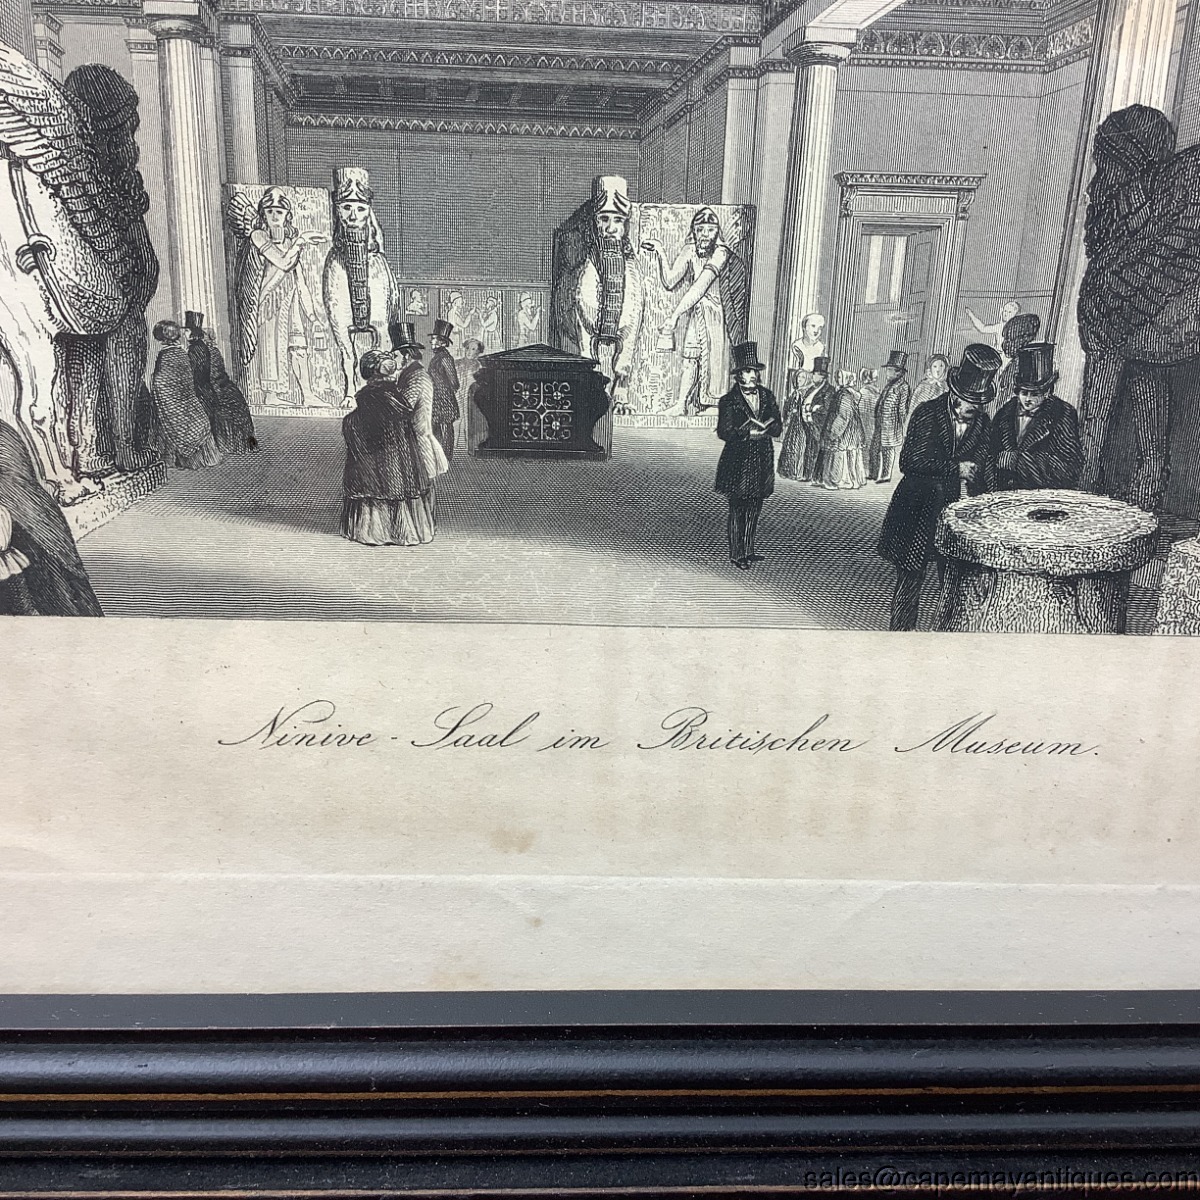 Ninive-Saal im Britischen Museum.
sales@capemayantiques.com